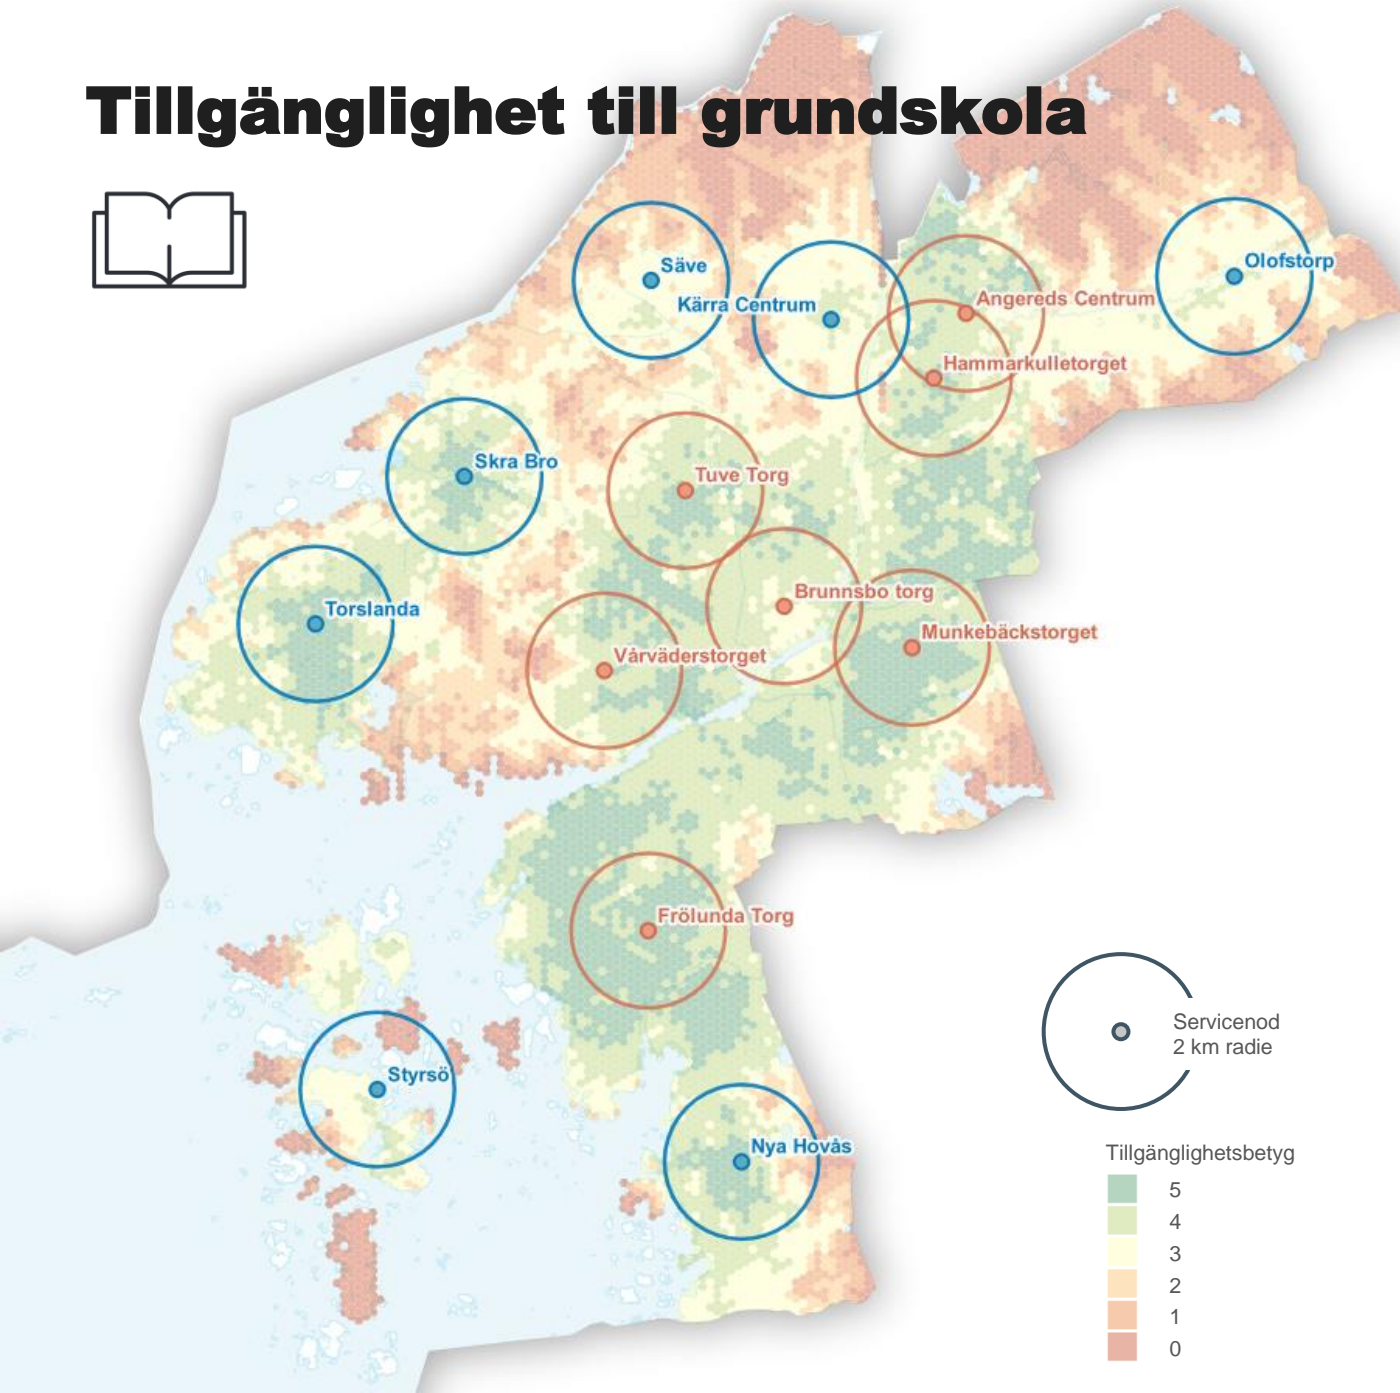 Tillgänglighet till grundskola
Säve
Olofstorp
Kärra Centrum
Angereds Centrum
Hammarkulletorget
Skra Bro
Tuve Torg
Brunnsbo torg
Torslanda
Munkebäckstorget
Vårväderstorget
Frölunda Torg
Servicenod
2 km radie
Styrsö
Nya Hovås
Tillgänglighetsbetyg
5
4
3
2
1
0